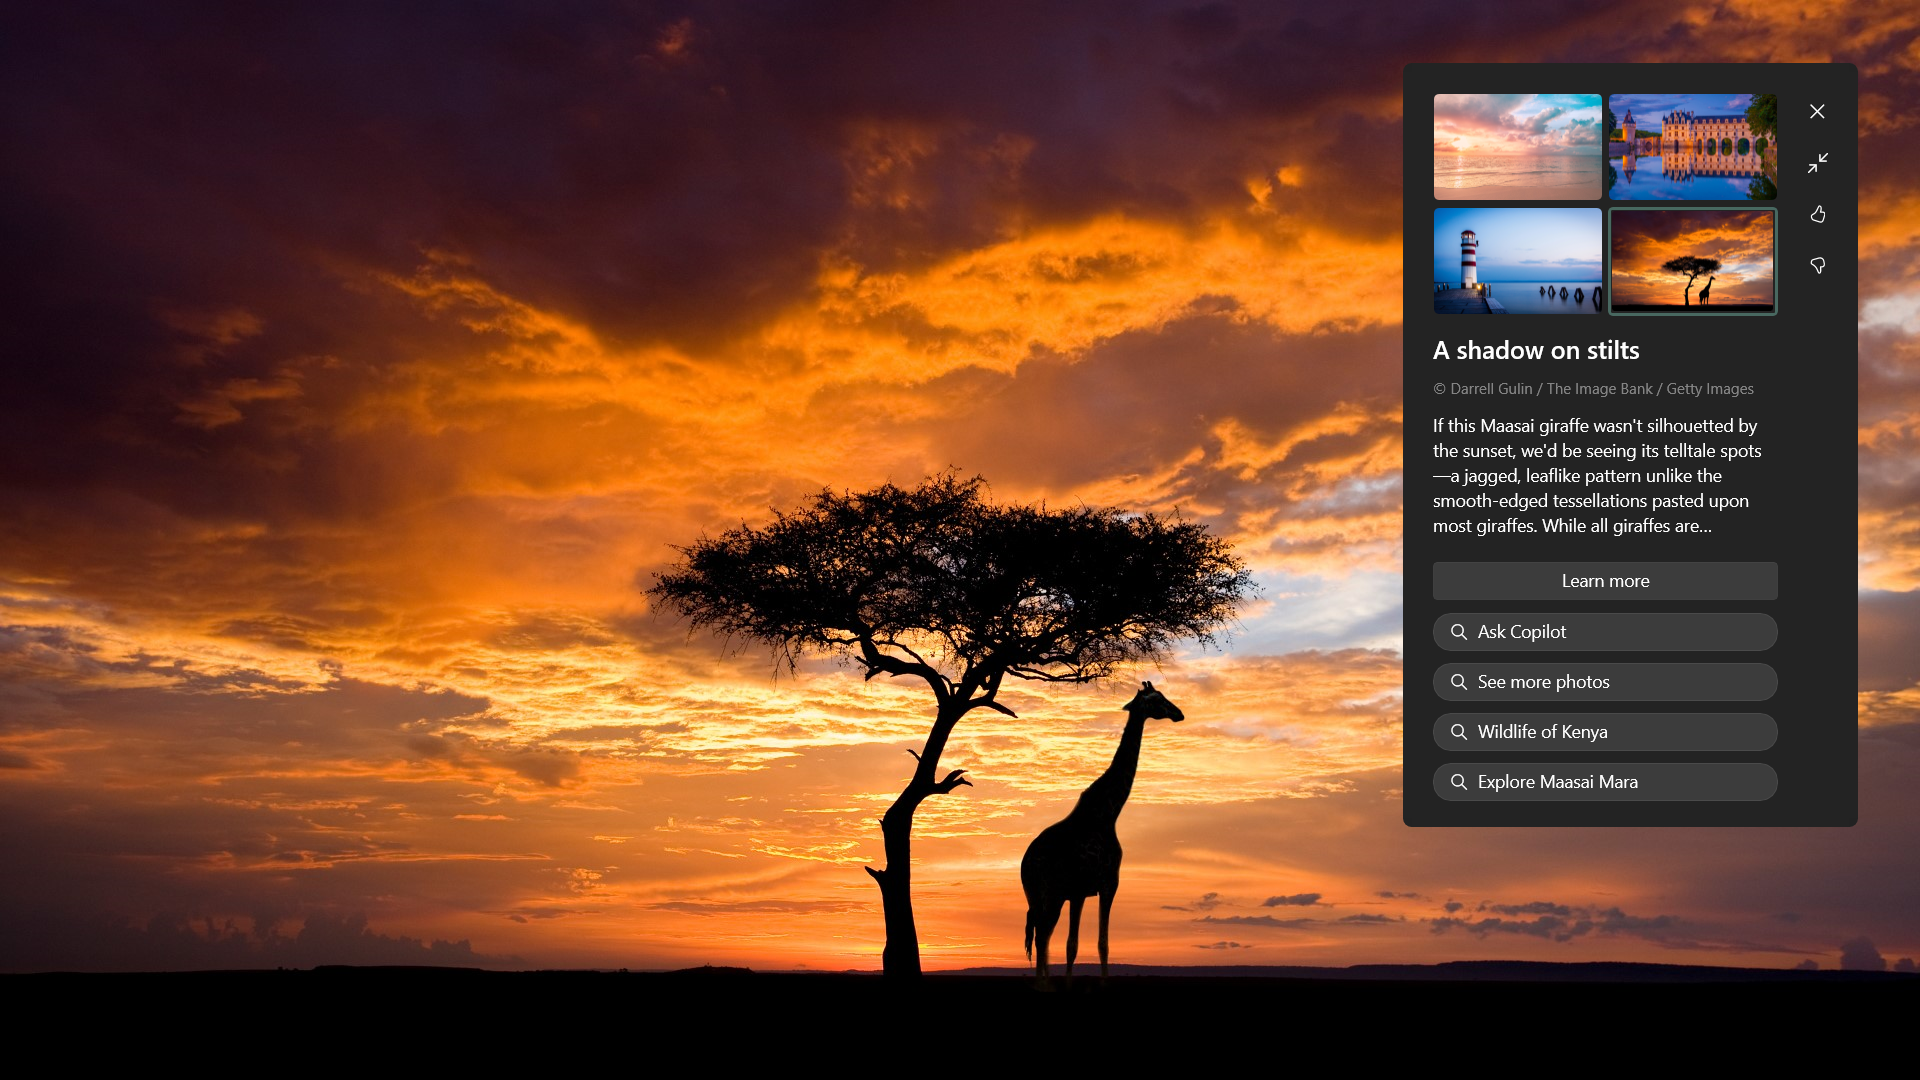 A shadow on stilts
© Darrell Gulin / The Image Bank / Getty Images
If this Maasai giraffe wasn't silhouetted by
the sunset, we'd be seeing its telltale spots
—a jagged, leaflike pattern unlike the
smooth-edged tessellations pasted upon
most giraffes. While all giraffes are...
Learn more
Ask Copilot
See more photos
Wildlife of Kenya
Explore Maasai Mara